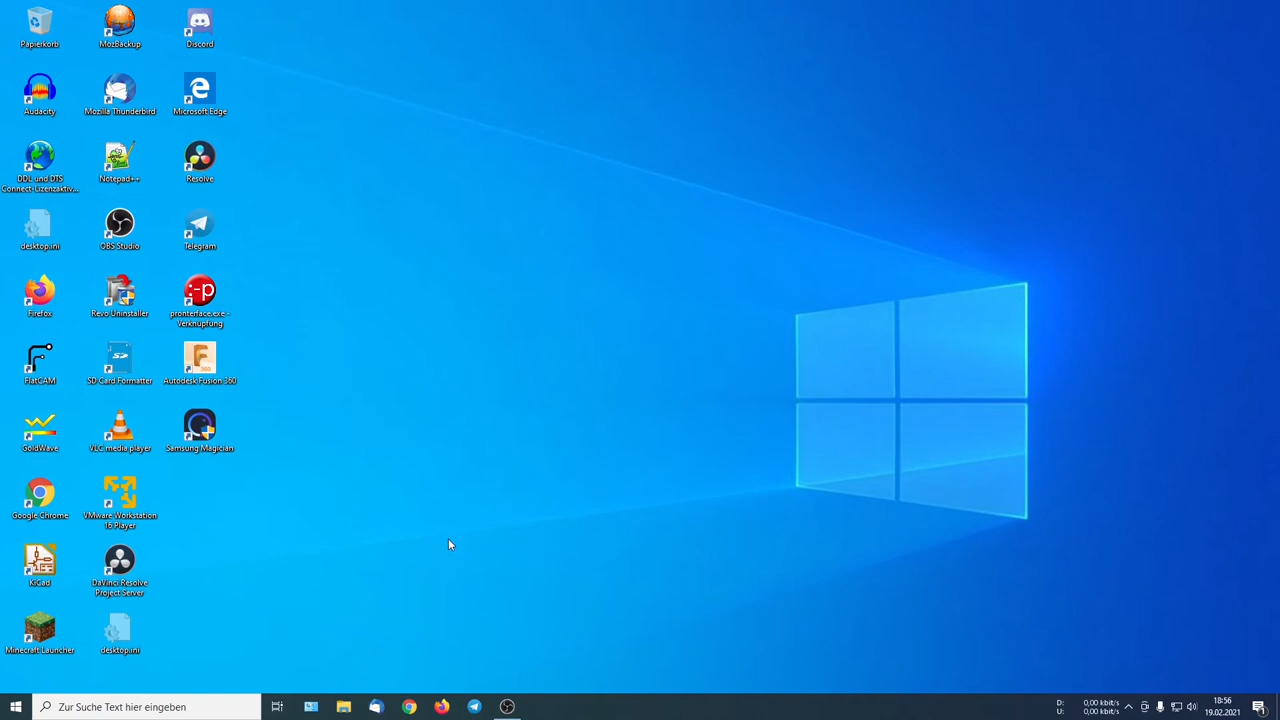 Papierkorb
MozBackup
Discord
Audacity
Mozilla Thunderbird
Microsoft Edge
DDL und DTS
Connect-Lizenzaktiv...
Notepad++
Resolve
desktop.ini
OBS Studio
Telegram
Firefox
Revo Uninstaller
:-p
pronterface.exe -
Verknüpfung
FlatCAM
SD
SD Card Formatter
F
360
Autodesk Fusion 360
GoldWave
VLC media player
Samsung Magician
Google Chrome
VMware Workstation
16 Player
KiCad
DaVinci Resolve
Project Server
Minecraft Launcher
desktop.ini
Zur Suche Text hier eingeben
D: 0,00 kbit/s
U: 0,00 kbit/s
18:56
19.02.2021
1